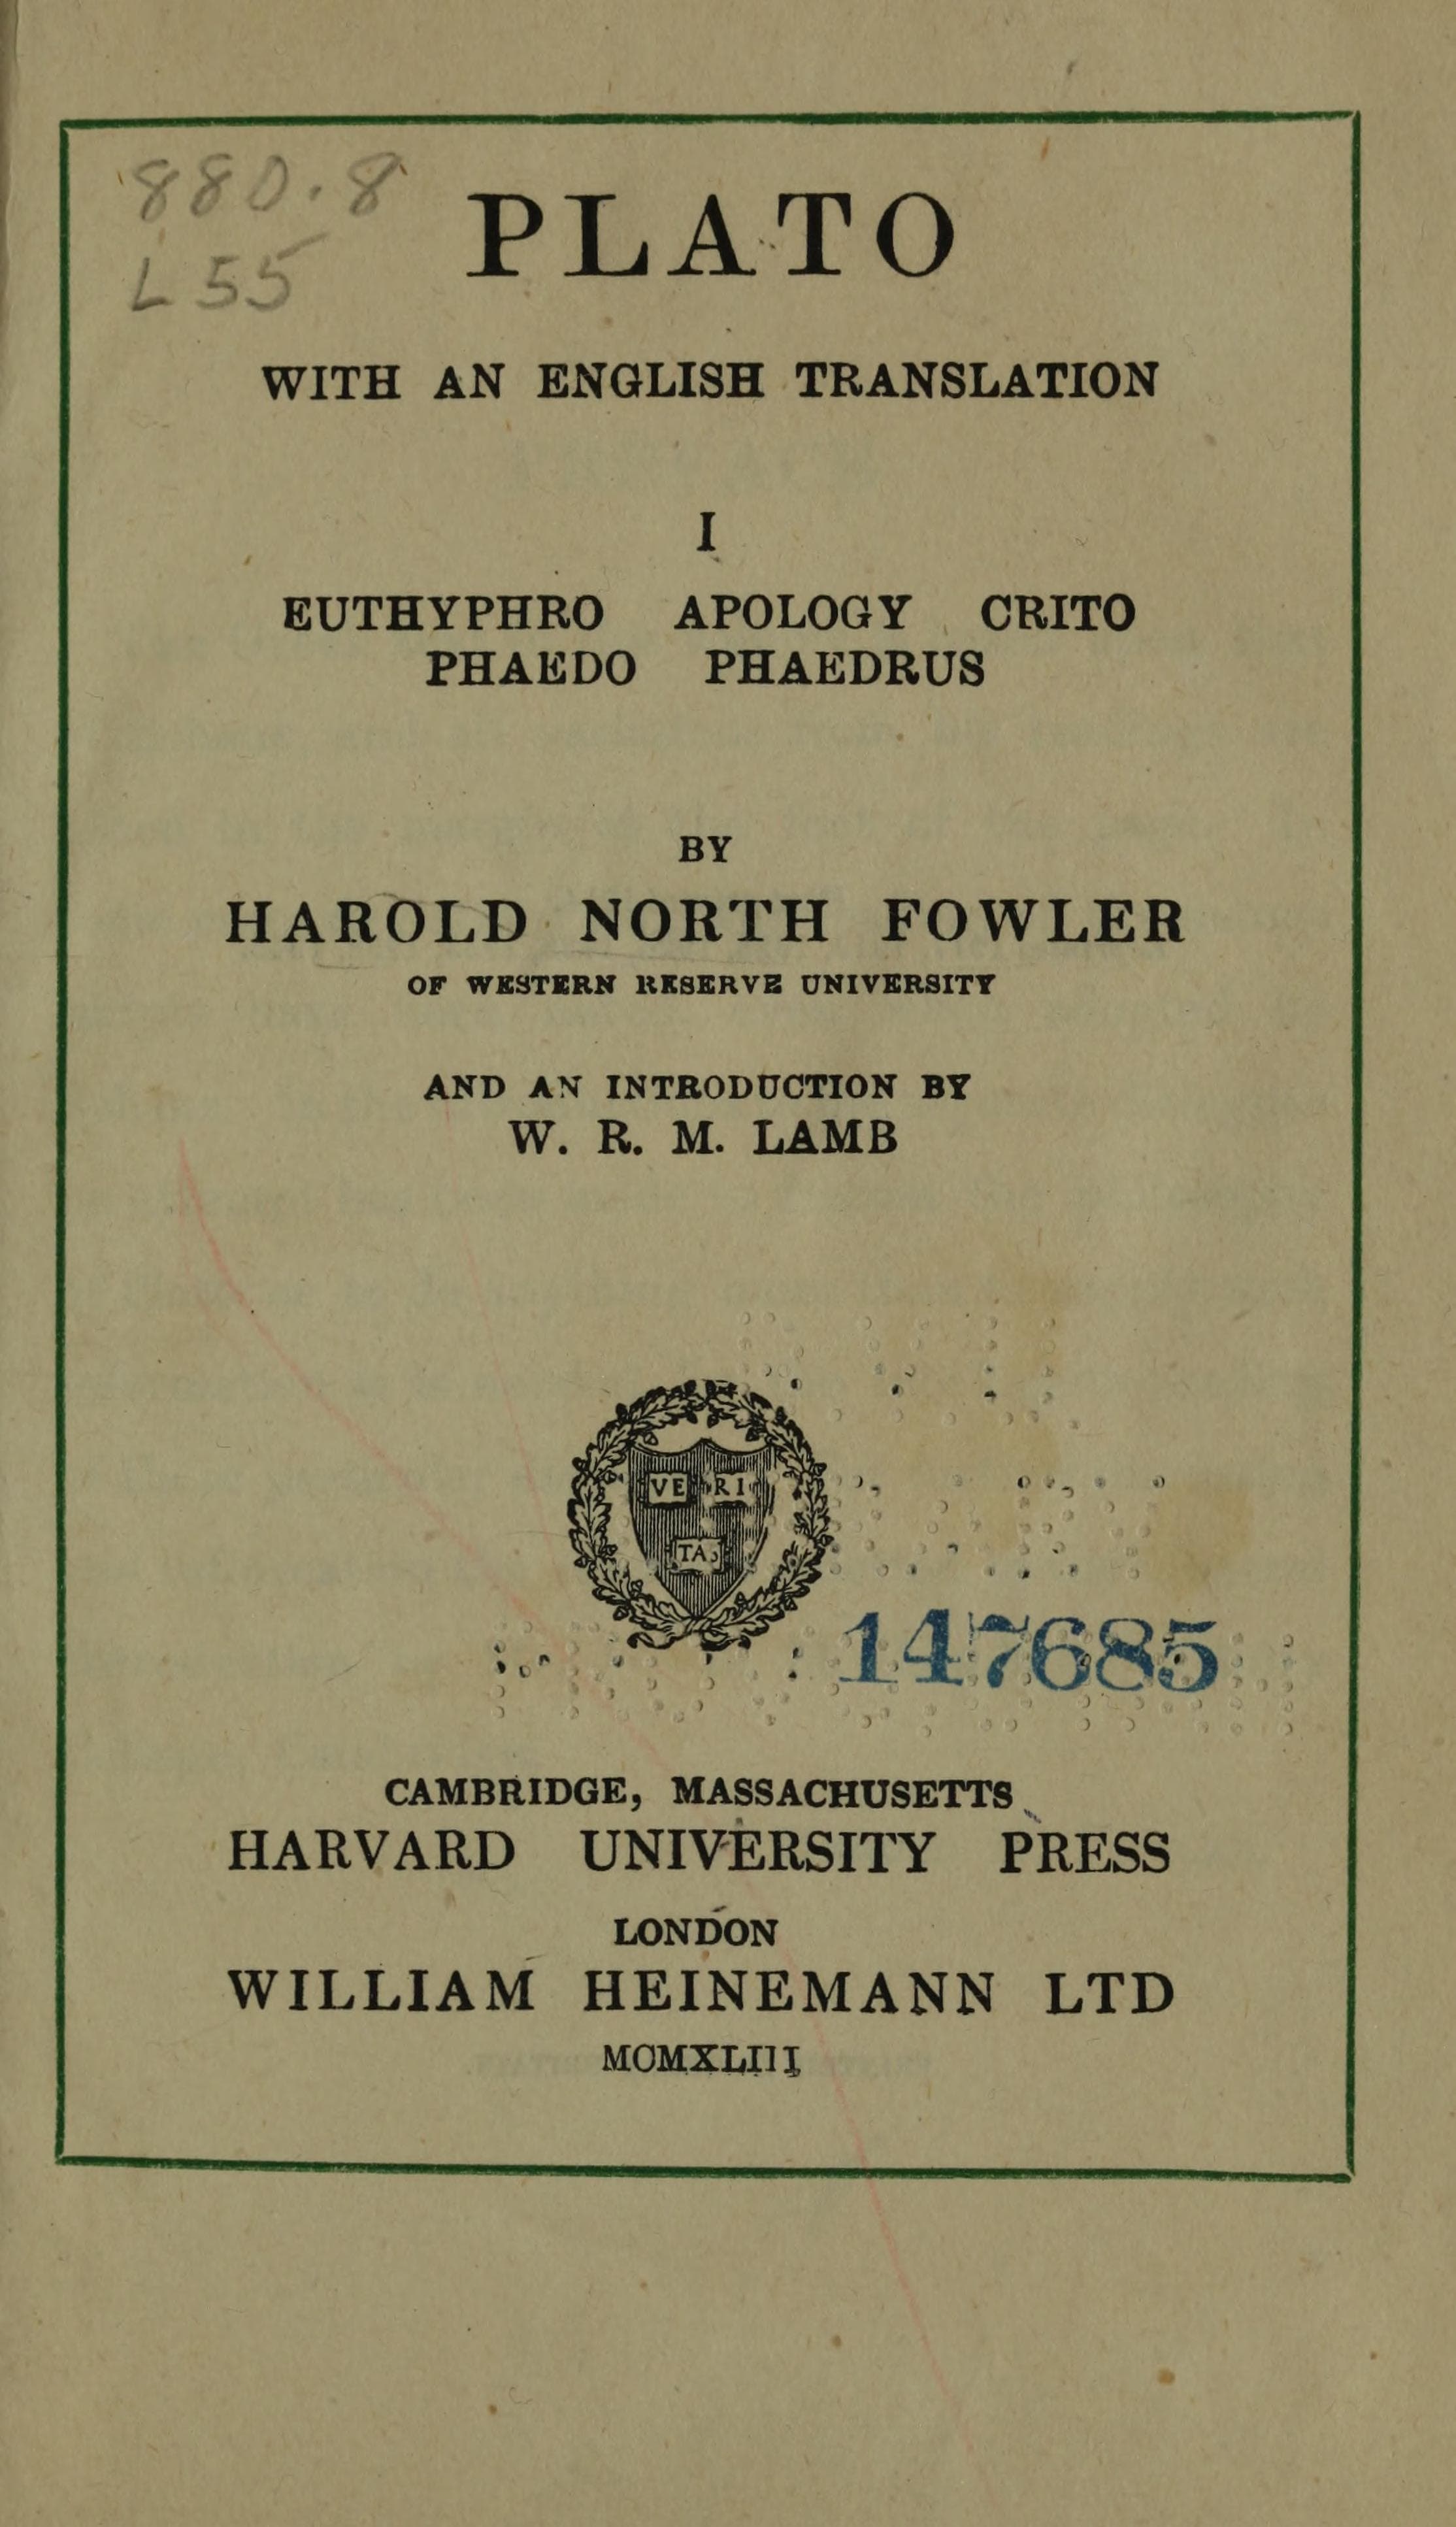 880.8
L55
PLATO
WITH AN ENGLISH TRANSLATION
I
EUTHYPHRO APOLOGY CRITO
PHAEDO PHAEDRUS
BY
HAROLD NORTH FOWLER
OF WESTERN RESERVE UNIVERSITY
AND AN INTRODUCTION BY
W. R. M. LAMB
VE RI
TAS
147685
CAMBRIDGE, MASSACHUSETTS
HARVARD UNIVERSITY PRESS
LONDON
WILLIAM HEINEMANN LTD
MCMXLIII